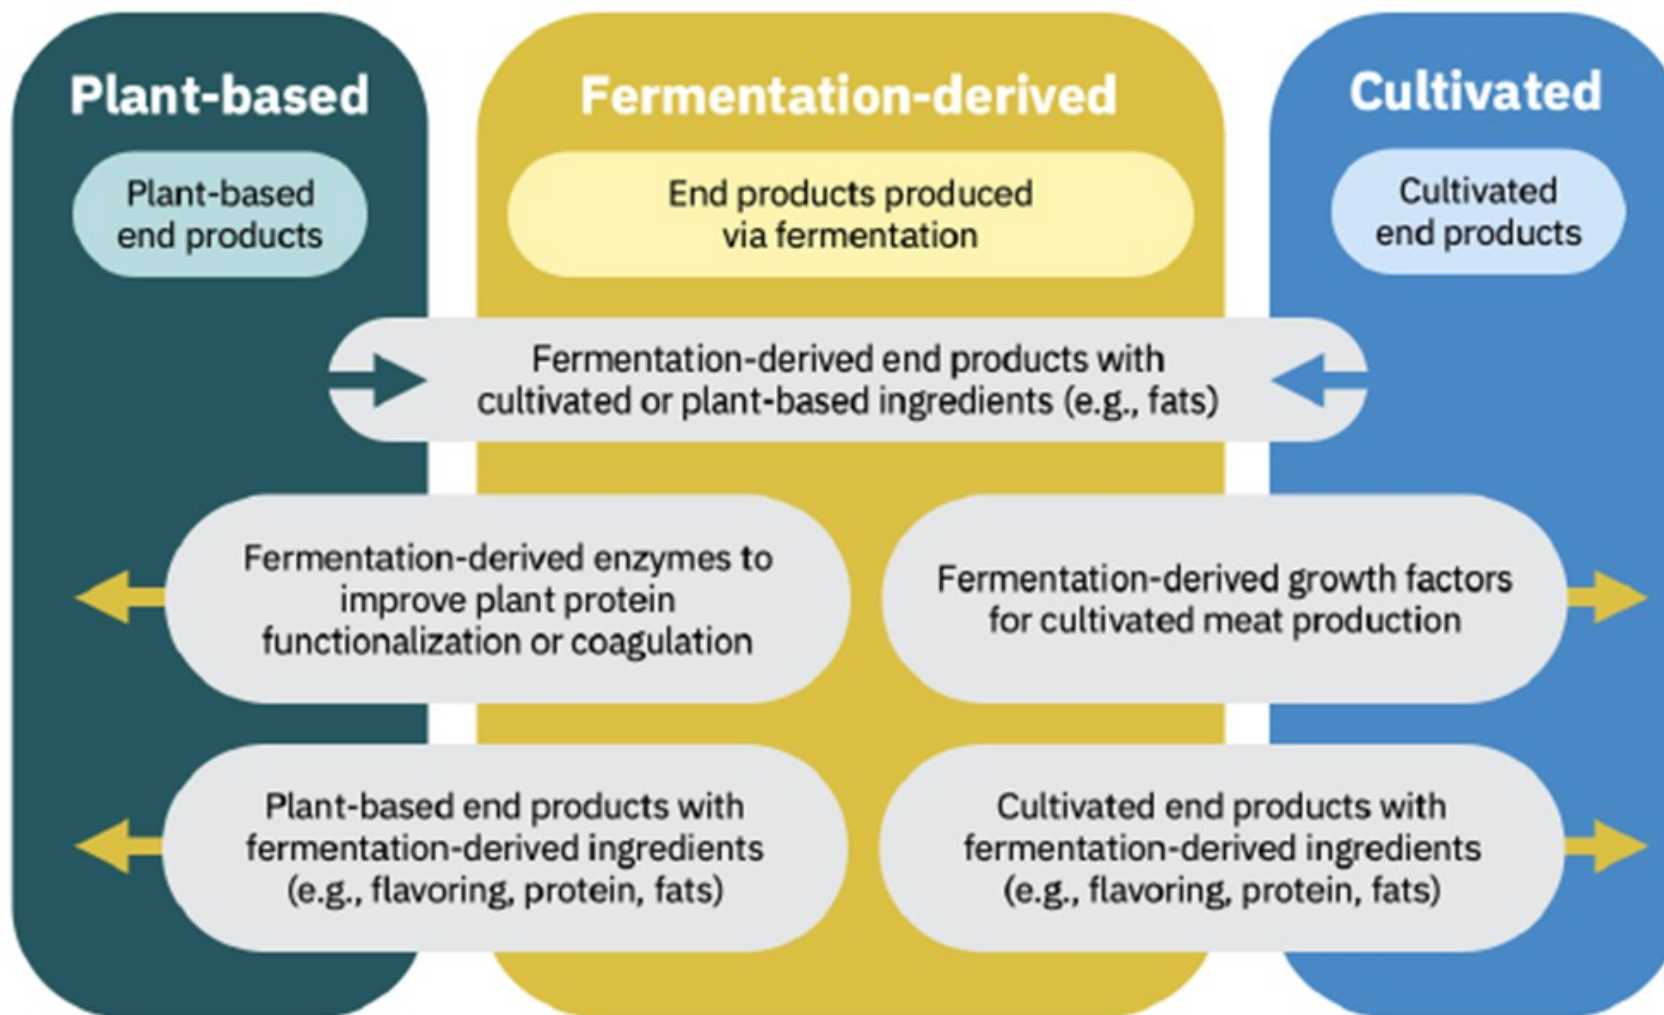 Plant-based
Fermentation-derived
Cultivated
Plant-based
end products
End products produced
via fermentation
Cultivated
end products
Fermentation-derived end products with
cultivated or plant-based ingredients (e.g., fats)
Fermentation-derived enzymes to
improve plant protein
functionalization or coagulation
Fermentation-derived growth factors
for cultivated meat production
Plant-based end products with
fermentation-derived ingredients
(e.g., flavoring, protein, fats)
Cultivated end products with
fermentation-derived ingredients
(e.g., flavoring, protein, fats)